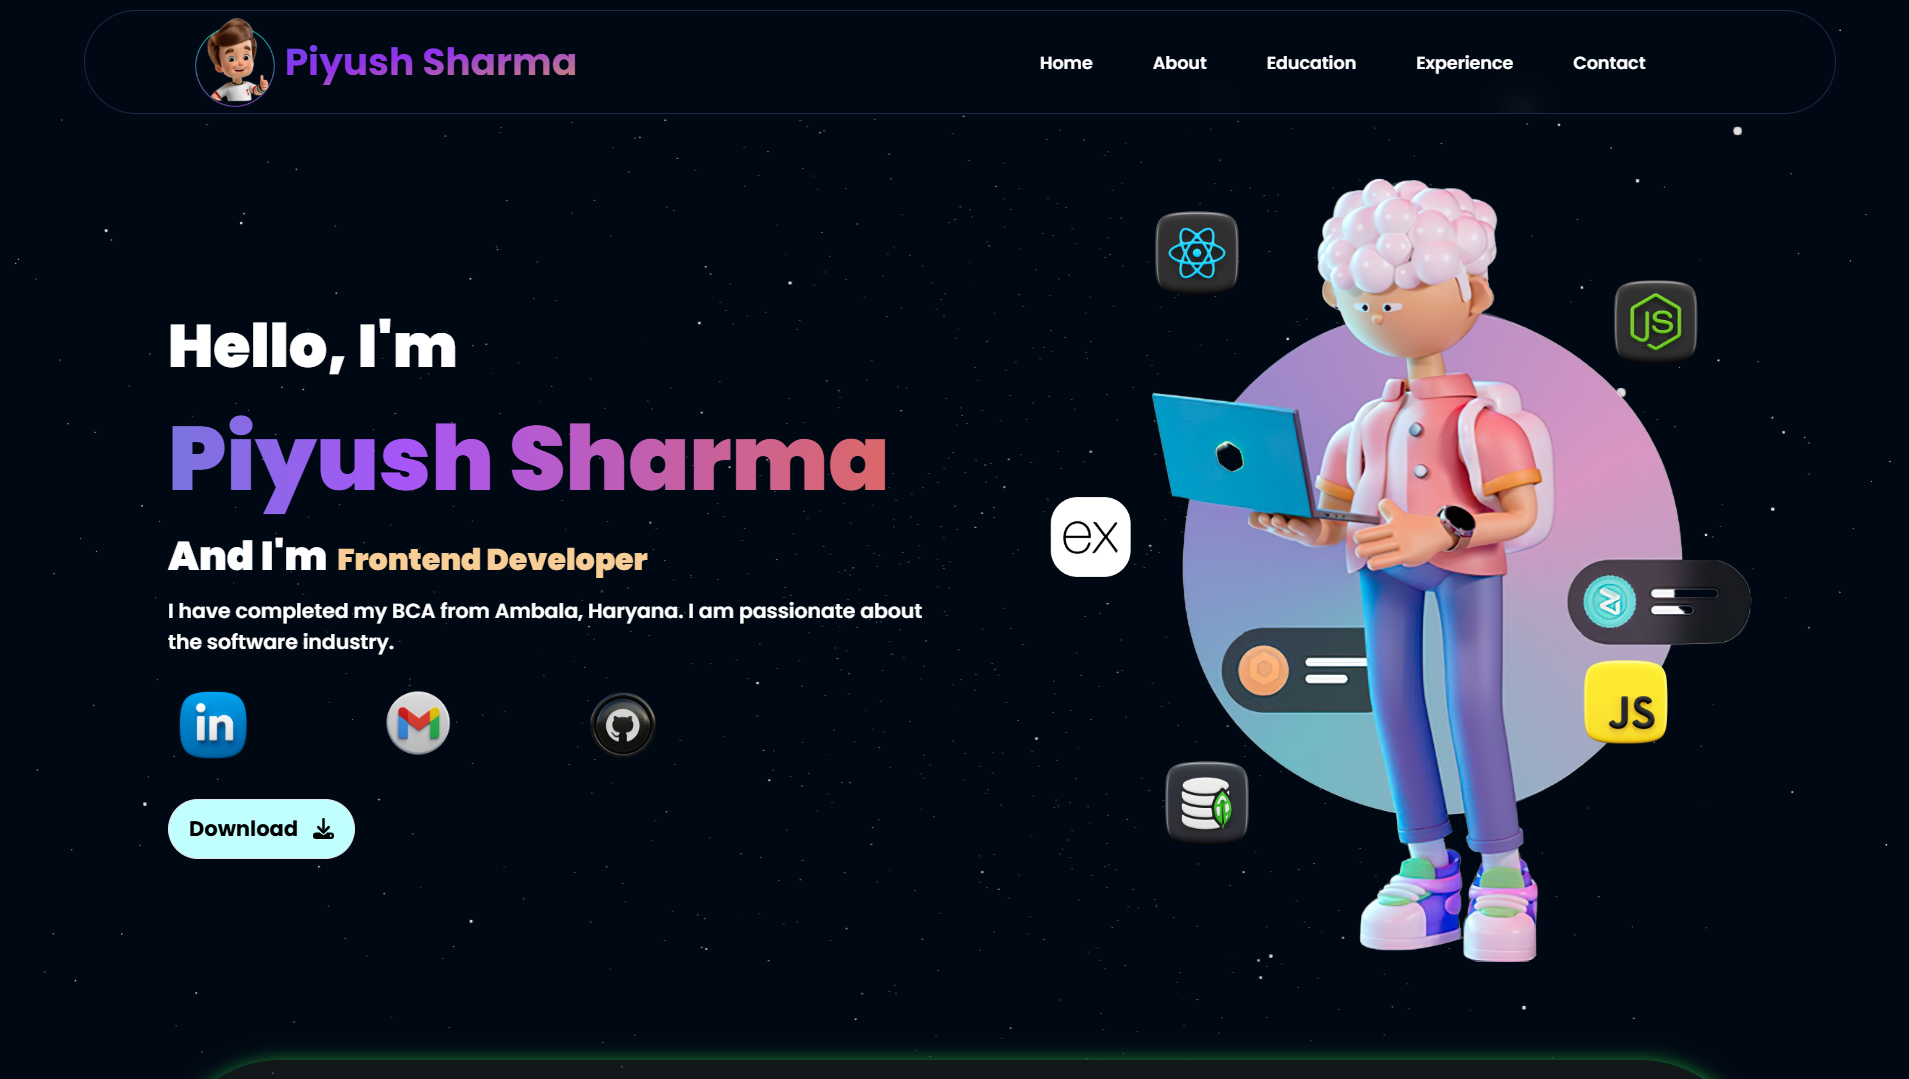 Piyush Sharma
Home
About
Education
Experience
Contact
Hello, I'm
Piyush Sharma
And I'm Frontend Developer
I have completed my BCA from Ambala, Haryana. I am passionate about
the software industry.
in
Download
JS
ex
JS